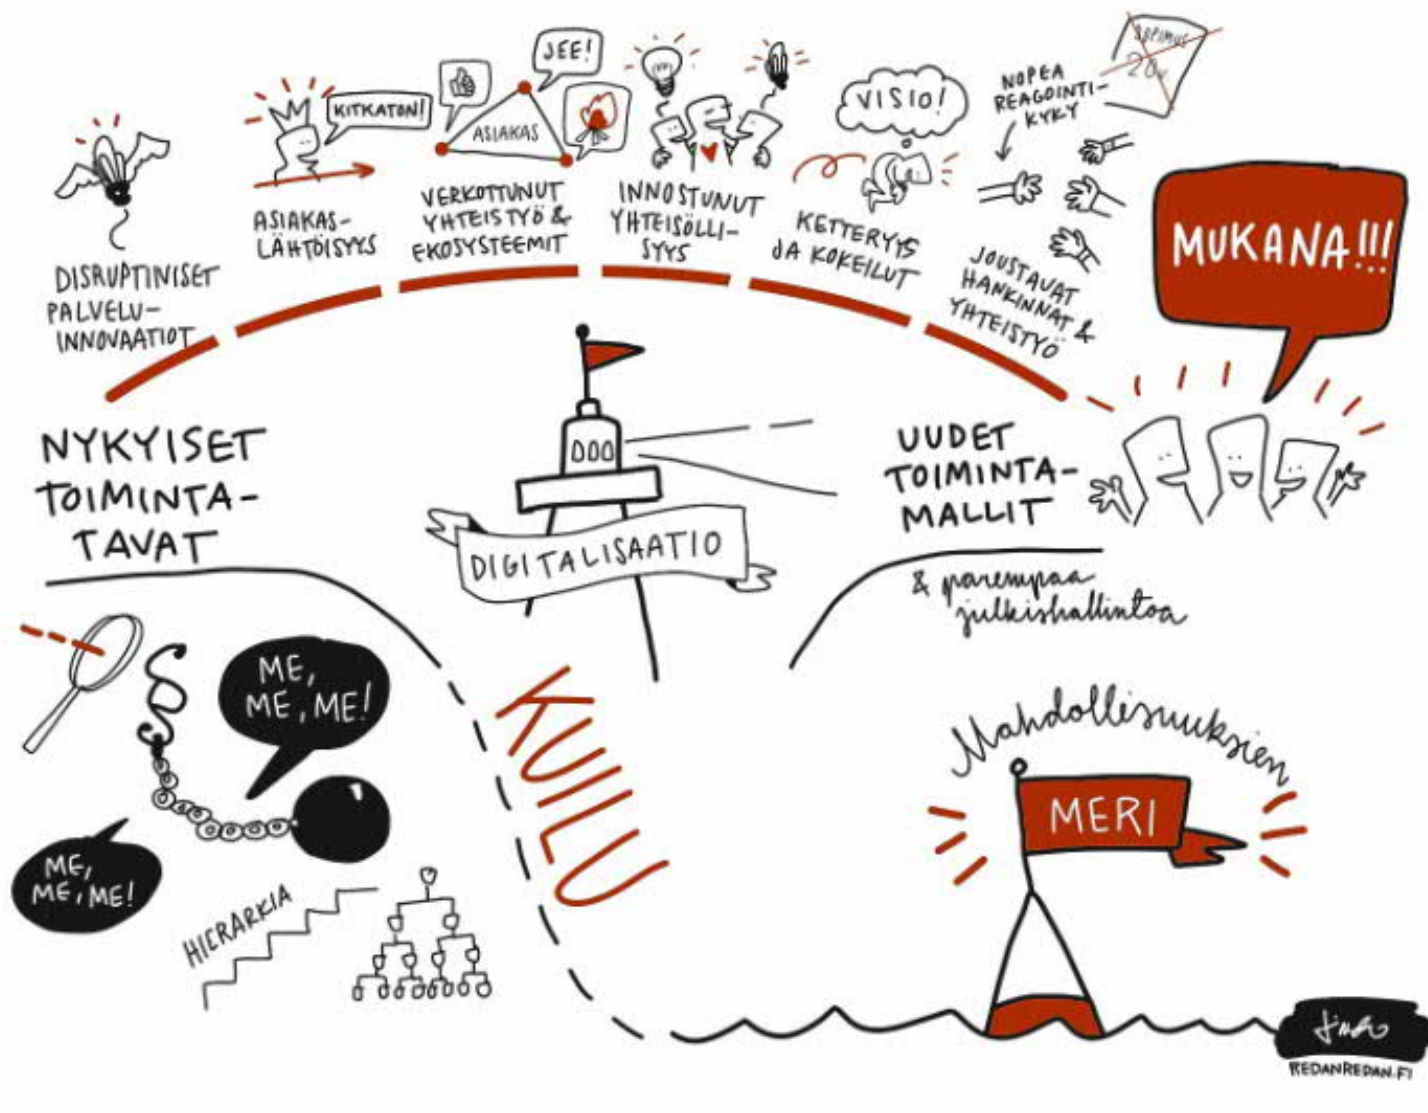 DISRUPTIIVISET
PALVELU-
INNOVAATIOT
KITKATON!
ASIAKAS-
LÄHTÖISYYS
JEE!
ASIAKAS
VERKOTTUNUT
YHTEISTYÖ &
EKOSYSTEEMIT
INNOSTUNUT
YHTEISÖLLI-
SYYS
VISIO!
KETTERYYS
JA KOKEILUT
NOPEA
REAGOINTI-
KYKY
SOPIMUS
JOUSTAVAT
HANKINNAT &
YHTEISTYÖ
MUKANA!!!
NYKYISET
TOIMINTA-
TAVAT
DIGITALISAATIO
UUDET
TOIMINTA-
MALLIT
& parempaa
julkishallintoa
ME,
ME, ME!
ME,
ME, ME!
HIERARKIA
KUILU
Mahdollisuuksien
MERI
REDANREDAN.FI